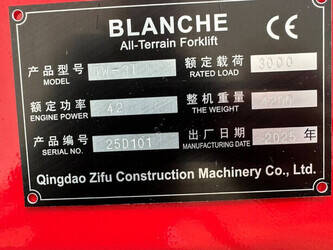 BLANCHE CE
All-Terrain Forklift
产品型号 额定载荷 3000
MODEL RATED LOAD
额定功率 42 整机重量
ENGINE POWER THE WEIGHT
产品编号 250101 出厂日期 2025 年
SERIAL NO. MANUFACTURING DATE
Qingdao Zifu Construction Machinery Co., Ltd.